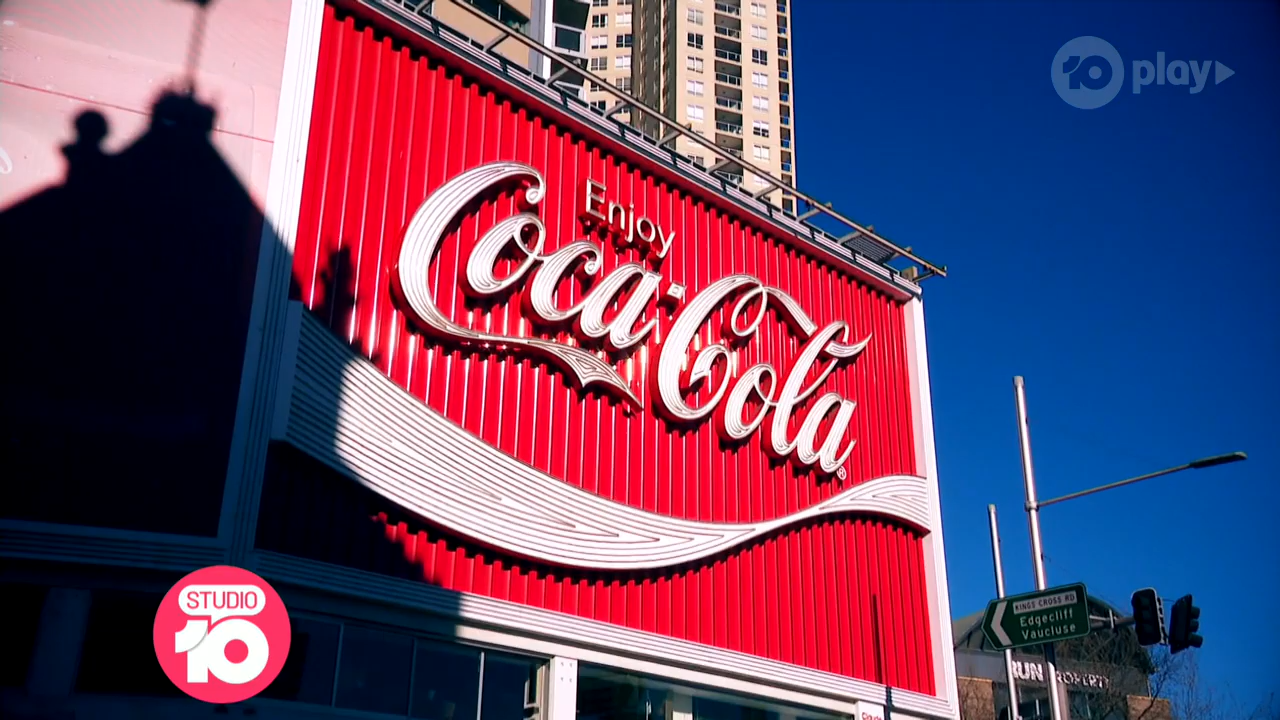 10 play
Enjoy
Coca-Cola
®
STUDIO
10
KINGS CROSS RD
Edgecliff
Vaucluse